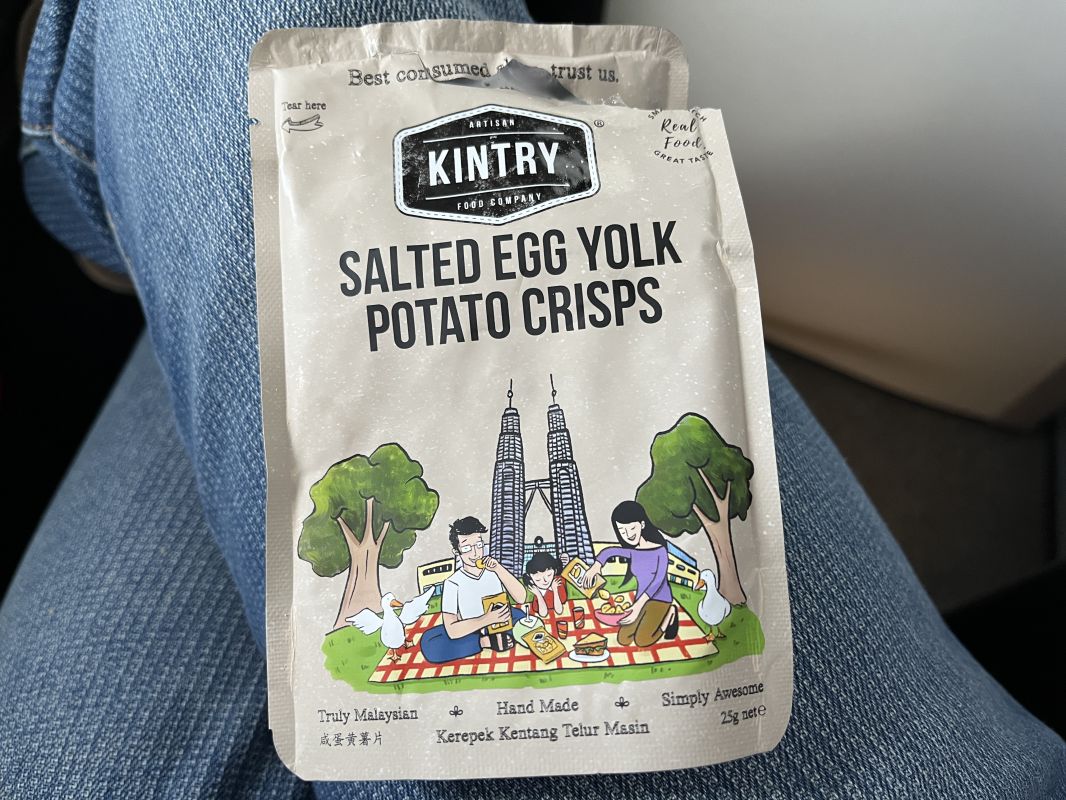 Best consumed trust us.
Tear here
ARTISAN
KINTRY
FOOD COMPANY
®
Real
Food.
GREAT TASTE
SALTED EGG YOLK
POTATO CRISPS
Truly Malaysian
Hand Made
Simply Awesome
咸蛋黄薯片
Kerepek Kentang Telur Masin
25g net℮